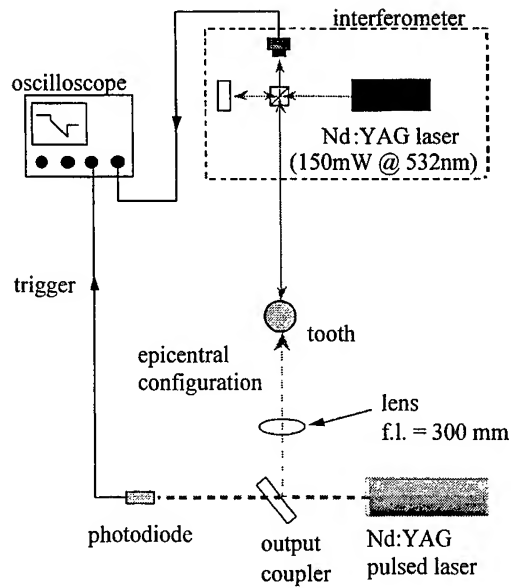 interferometer
oscilloscope
Nd:YAG laser
(150mW @ 532nm)
trigger
tooth
epicentral
configuration
lens
f.l. = 300 mm
photodiode
output
coupler
Nd:YAG
pulsed laser